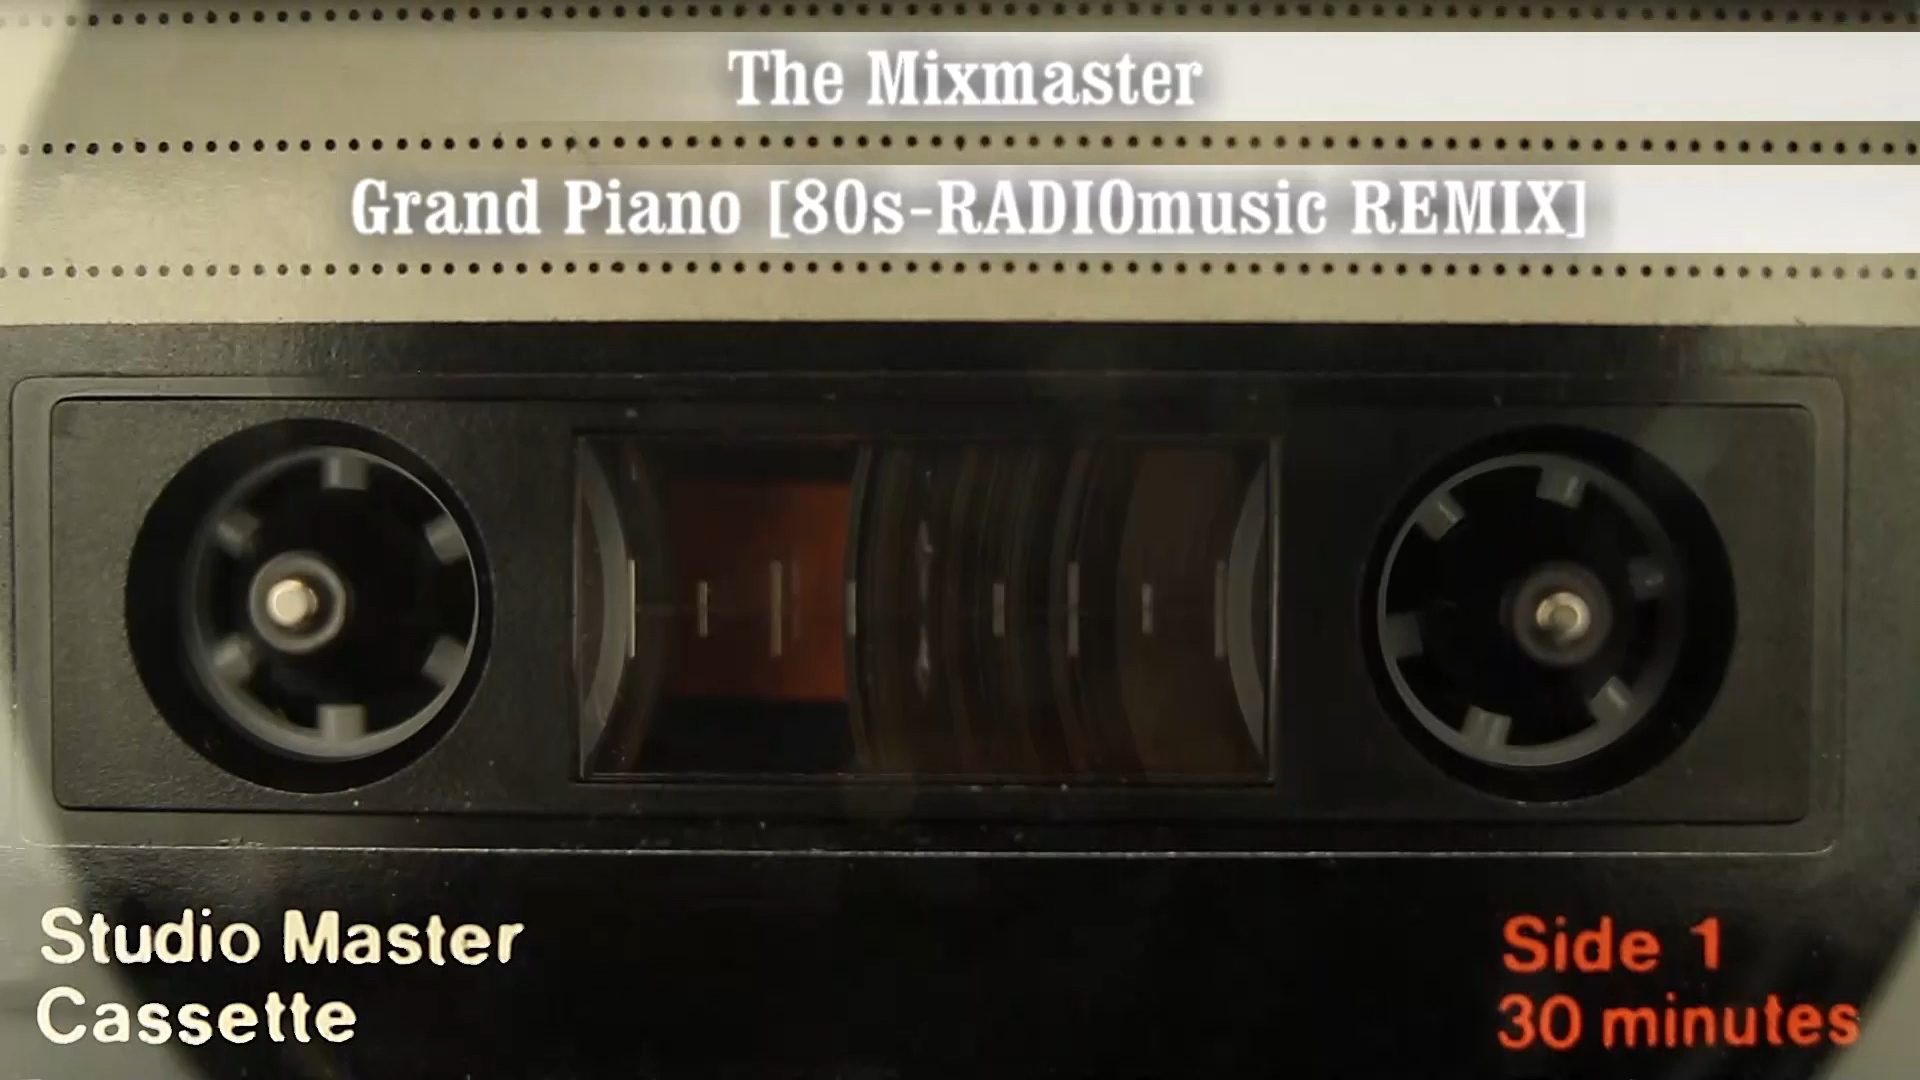 The Mixmaster
Grand Piano [80s-RADIOmusic REMIX]
Studio Master
Cassette
Side 1
30 minutes